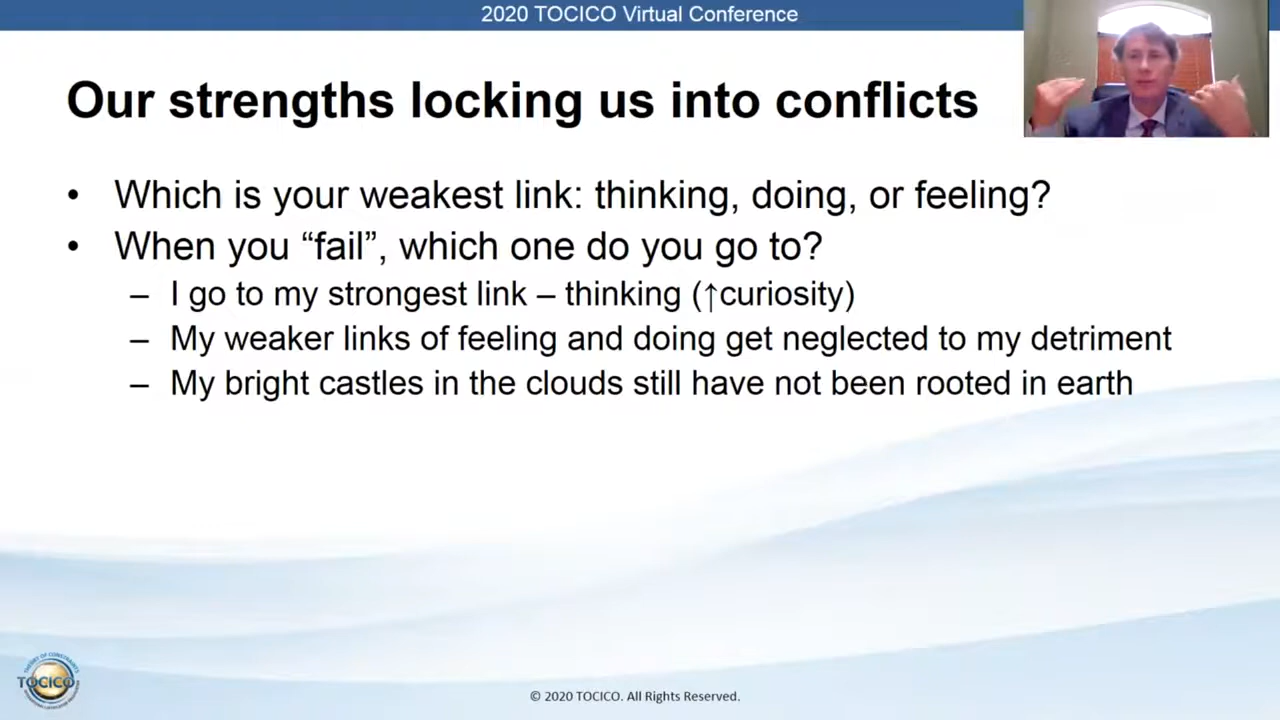 2020 TOCICO Virtual Conference
Our strengths locking us into conflicts
• Which is your weakest link: thinking, doing, or feeling?
• When you “fail”, which one do you go to?
– I go to my strongest link – thinking (↑curiosity)
– My weaker links of feeling and doing get neglected to my detriment
– My bright castles in the clouds still have not been rooted in earth
THEORY OF CONSTRAINTS
TOCICO
© 2020 TOCICO. All Rights Reserved.